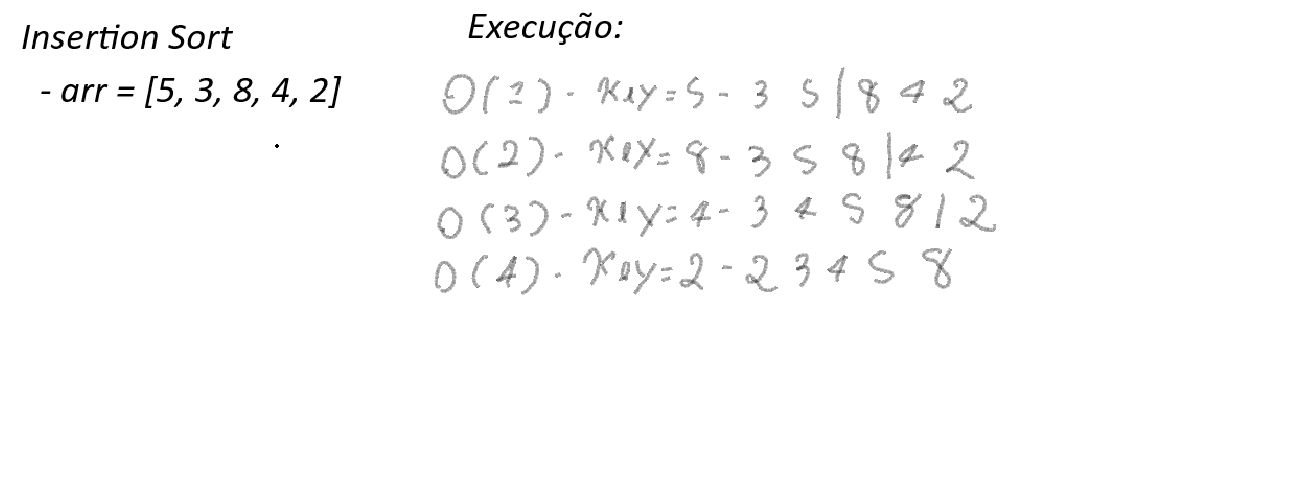 Insertion Sort
- arr = [5, 3, 8, 4, 2]
Execução:
O(1) - Key=5 - 3 5 | 8 4 2
O(2) - Key=8 - 3 5 8 | 4 2
O(3) - Key=4 - 3 4 5 8 | 2
O(4) - Key=2 - 2 3 4 5 8